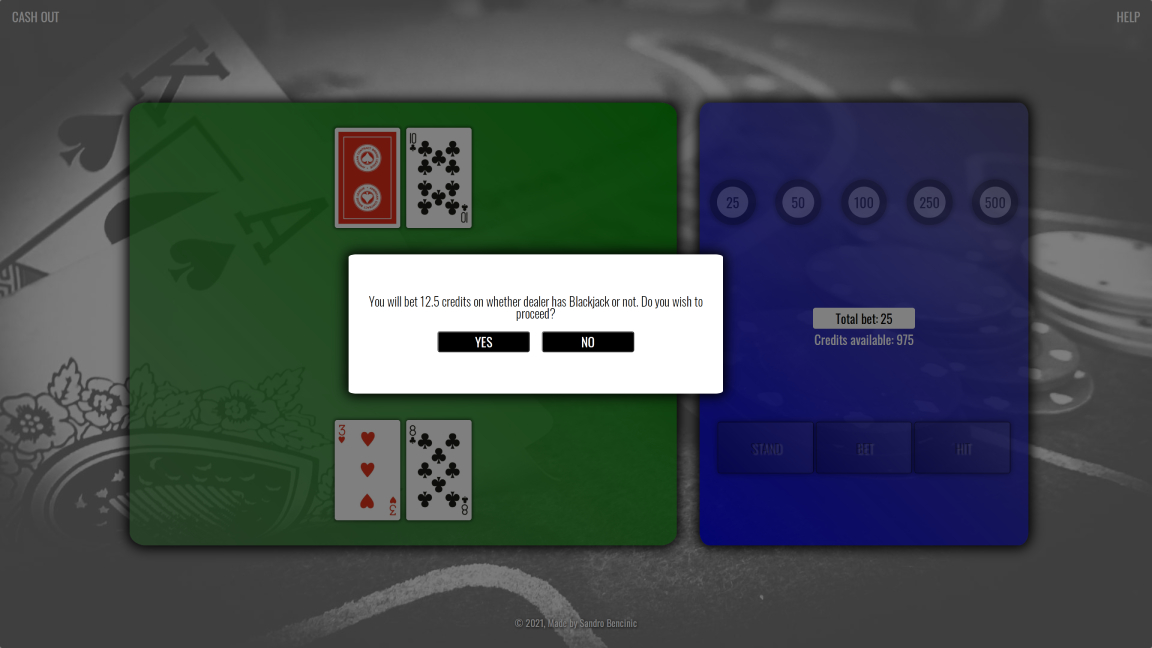 CASH OUT
HELP
K
A
10
10
25
50
100
250
500
You will bet 12.5 credits on whether dealer has Blackjack or not. Do you wish to
proceed?
YES
NO
Total bet: 25
Credits available: 975
3
8
STAND
BET
HIT
3
8
© 2021, Made by Sandro Bencinic